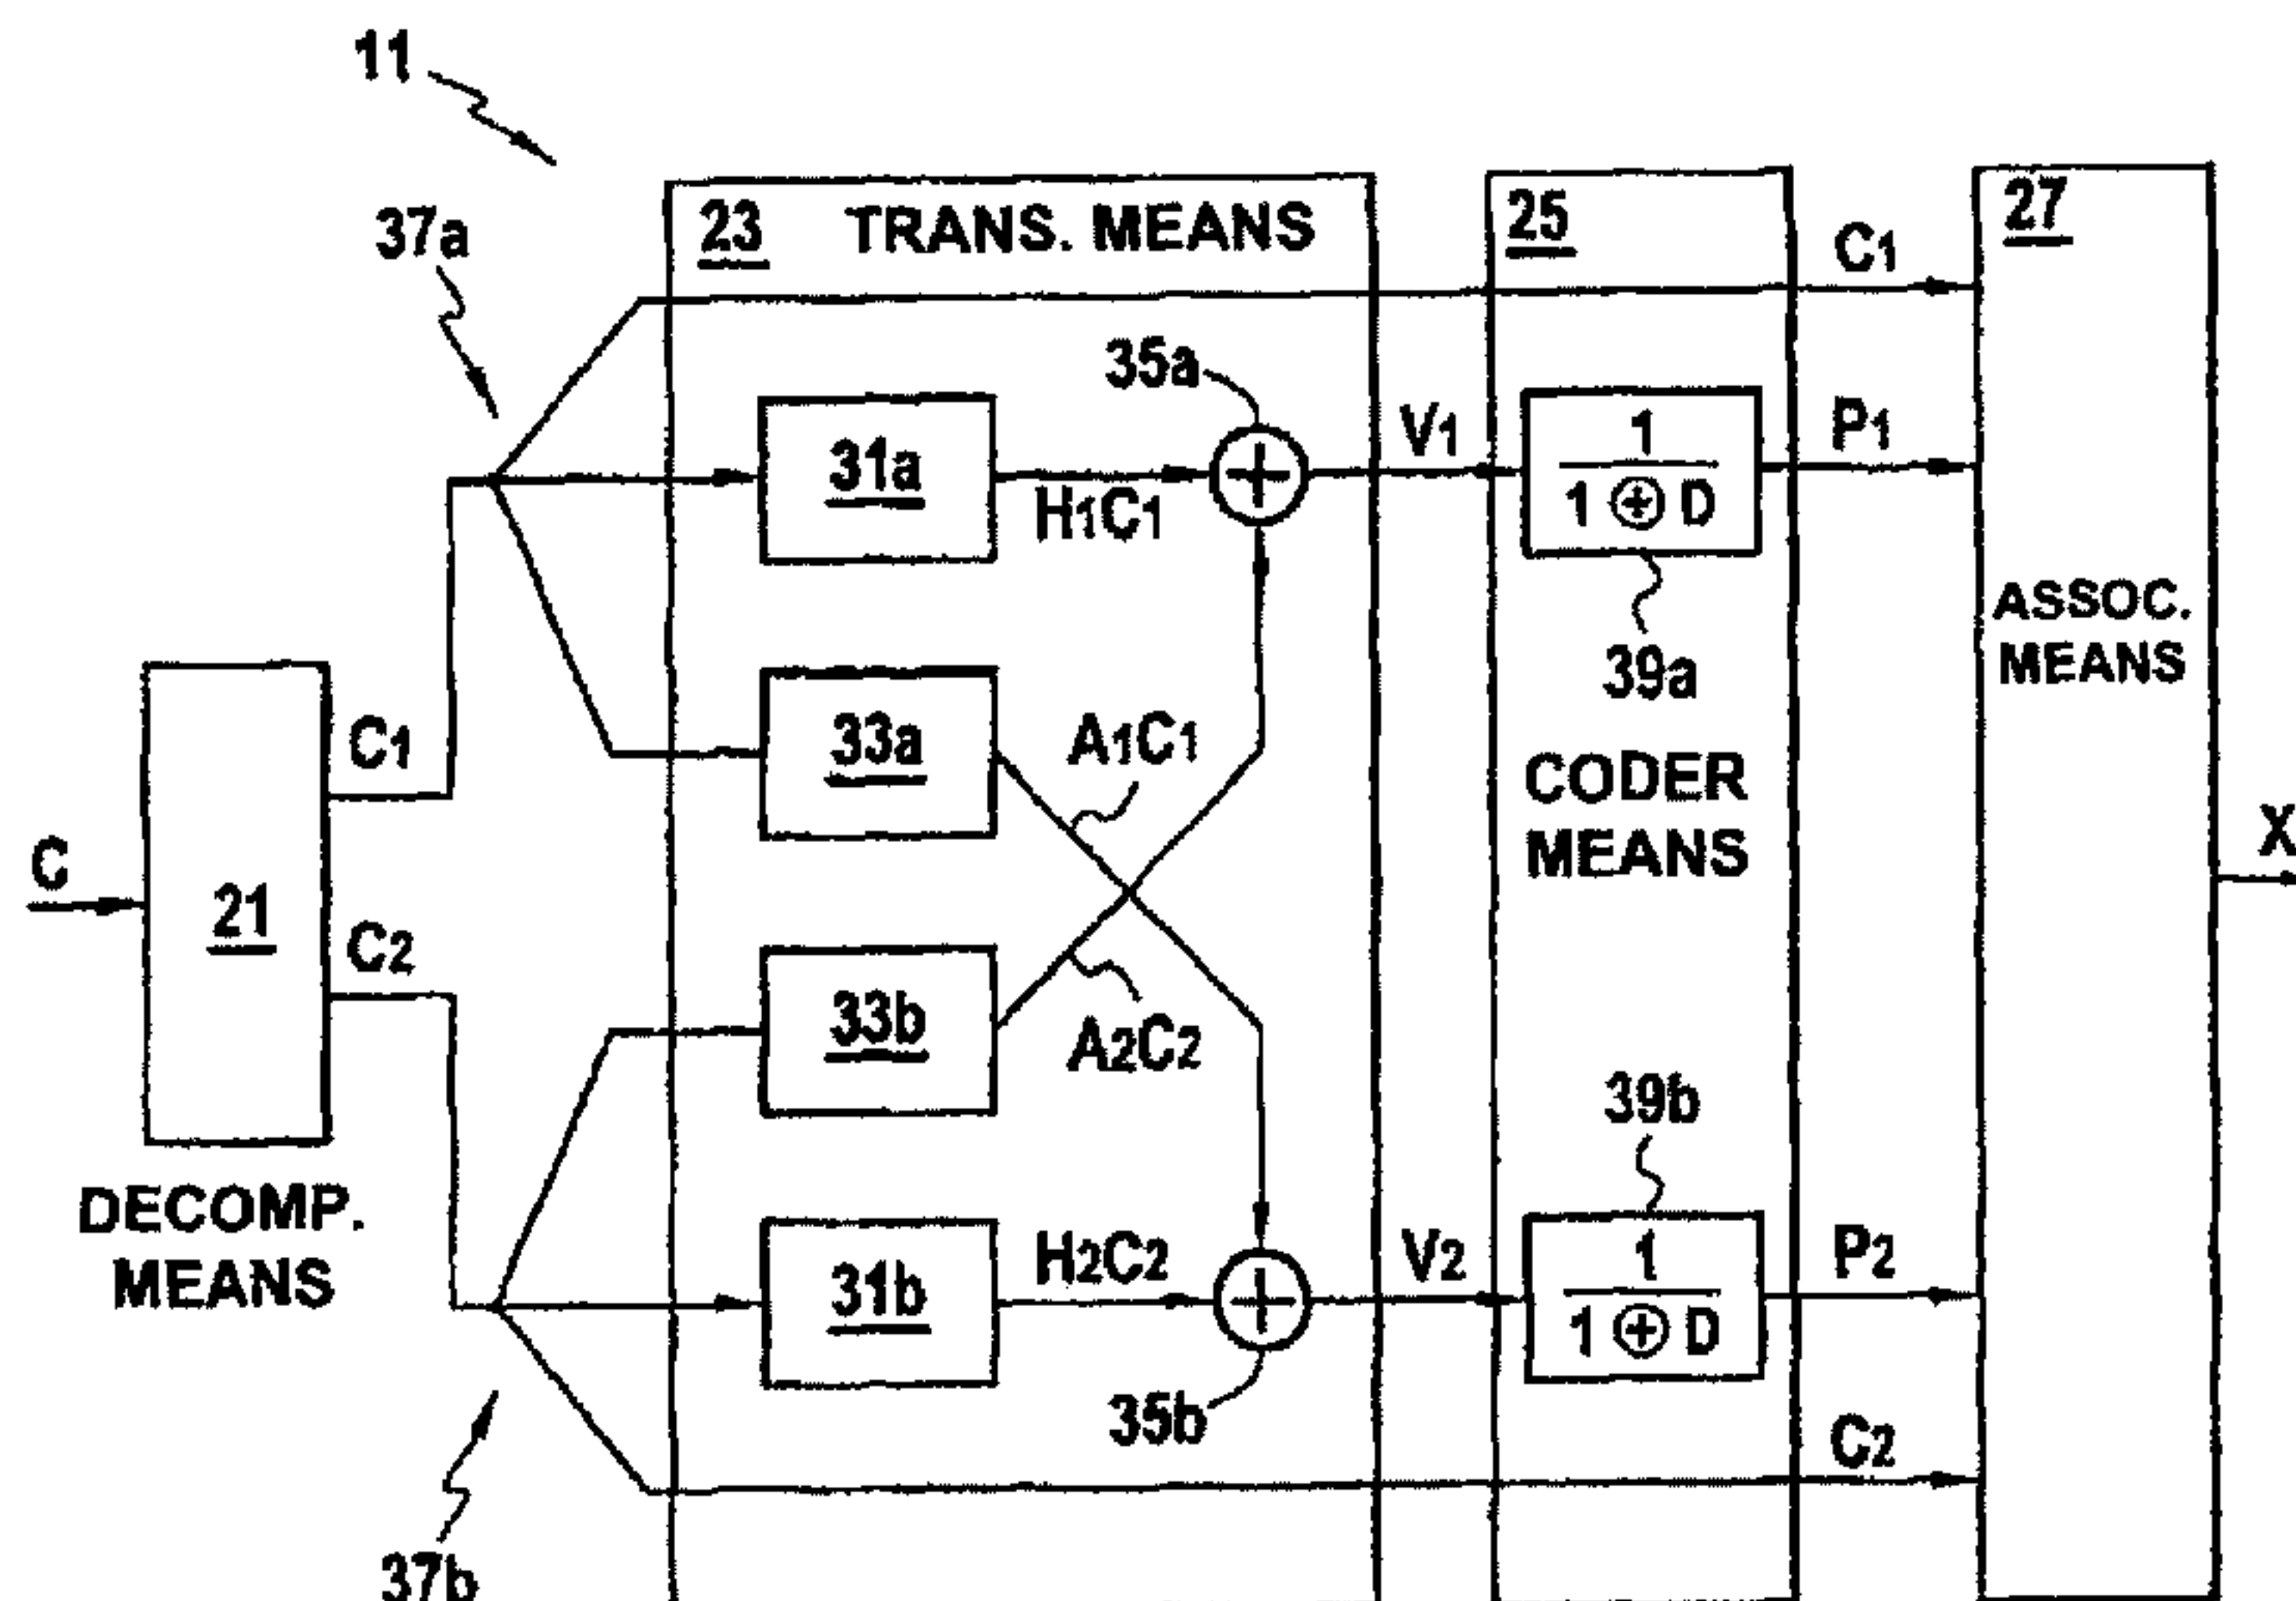 11
37a
23 TRANS. MEANS
25
C1
27
35a
31a
H1C1
V1
1
1 ⊕ D
P1
39a
ASSOC.
MEANS
33a
A1C1
C1
CODER
MEANS
C
21
C2
X
33b
A2C2
DECOMP.
MEANS
39b
31b
H2C2
V2
1
1 ⊕ D
P2
35b
C2
37b